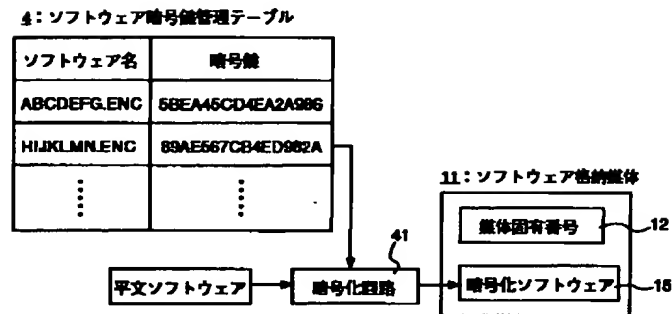 4：ソフトウェア暗号鍵管理テーブル
ソフトウェア名 暗号鍵
ABCDEFG.ENC 5BEA45CD4EA2A986
HIJKLMN.ENC 89AE567CB4ED982A
11：ソフトウェア格納媒体
媒体固有番号 12
41
平文ソフトウェア 暗号化回路 暗号化ソフトウェア 15